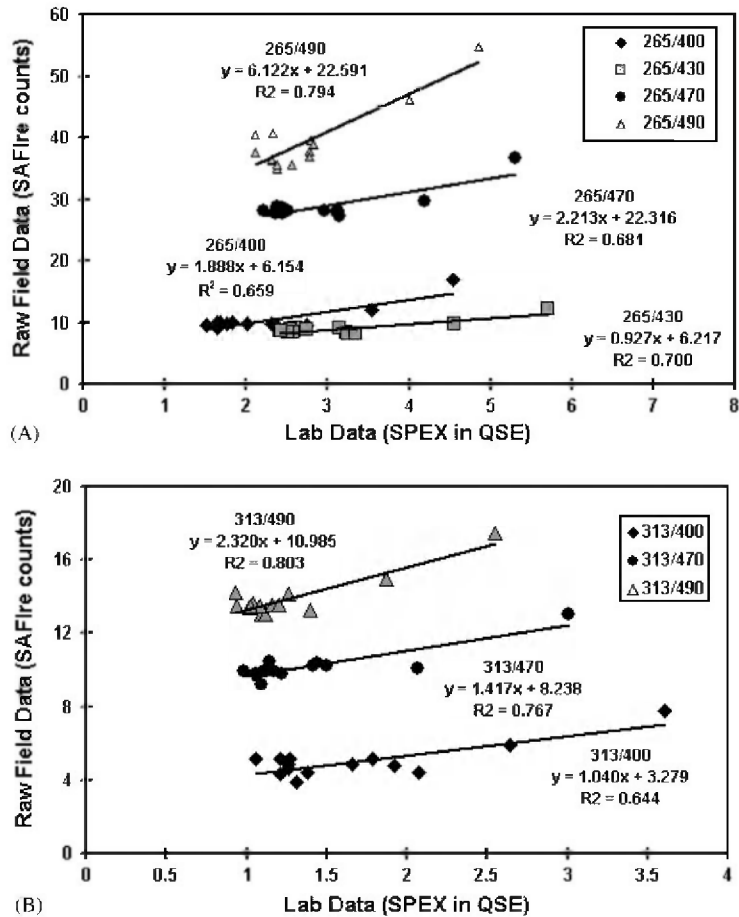 60
50
40
30
20
10
0
Raw Field Data (SAFIre counts)
265/490
y = 6.122x + 22.591
R2 = 0.794
265/400
265/430
265/470
265/490
265/470
y = 2.213x + 22.316
R2 = 0.681
265/400
y = 1.888x + 6.154
R² = 0.659
265/430
y = 0.927x + 6.217
R2 = 0.700
0 1 2 3 4 5 6 7 8
Lab Data (SPEX in QSE)
(A)
20
16
12
8
4
0
Raw Field Data (SAFIre counts)
313/490
y = 2.320x + 10.985
R2 = 0.803
313/400
313/470
313/490
313/470
y = 1.417x + 8.238
R2 = 0.767
313/400
y = 1.040x + 3.279
R2 = 0.644
0 0.5 1 1.5 2 2.5 3 3.5 4
Lab Data (SPEX in QSE)
(B)